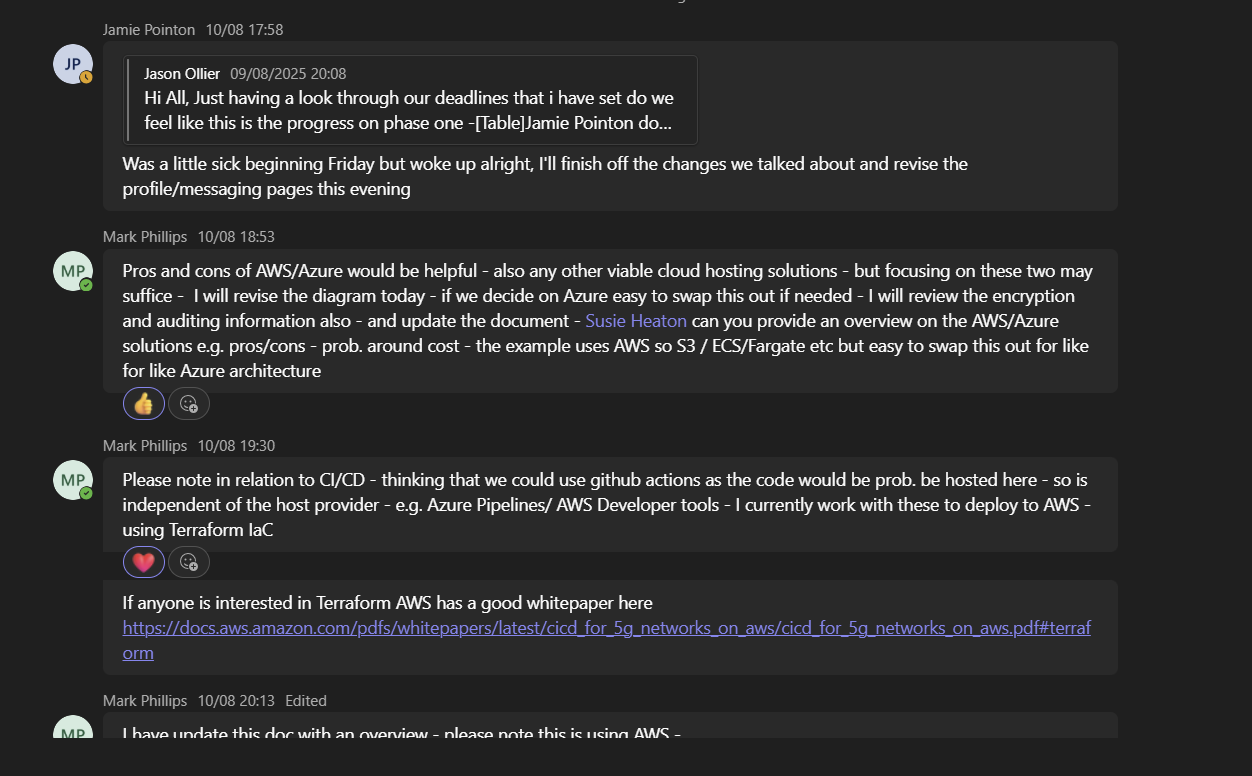 Jamie Pointon 10/08 17:58
JP
Jason Ollier 09/08/2025 20:08
Hi All, Just having a look through our deadlines that i have set do we
feel like this is the progress on phase one -[Table]Jamie Pointon do...
Was a little sick beginning Friday but woke up alright, I'll finish off the changes we talked about and revise the
profile/messaging pages this evening
Mark Phillips 10/08 18:53
MP
Pros and cons of AWS/Azure would be helpful - also any other viable cloud hosting solutions - but focusing on these two may
suffice - I will revise the diagram today - if we decide on Azure easy to swap this out if needed - I will review the encryption
and auditing information also - and update the document - Susie Heaton can you provide an overview on the AWS/Azure
solutions e.g. pros/cons - prob. around cost - the example uses AWS so S3 / ECS/Fargate etc but easy to swap this out for like
for like Azure architecture
Mark Phillips 10/08 19:30
MP
Please note in relation to CI/CD - thinking that we could use github actions as the code would be prob. be hosted here - so is
independent of the host provider - e.g. Azure Pipelines/ AWS Developer tools - I currently work with these to deploy to AWS -
using Terraform IaC
If anyone is interested in Terraform AWS has a good whitepaper here
https://docs.aws.amazon.com/pdfs/whitepapers/latest/cicd_for_5g_networks_on_aws/cicd_for_5g_networks_on_aws.pdf#terraf
orm
Mark Phillips 10/08 20:13 Edited
MP
I have update this doc with an overview - please note this is using AWS -